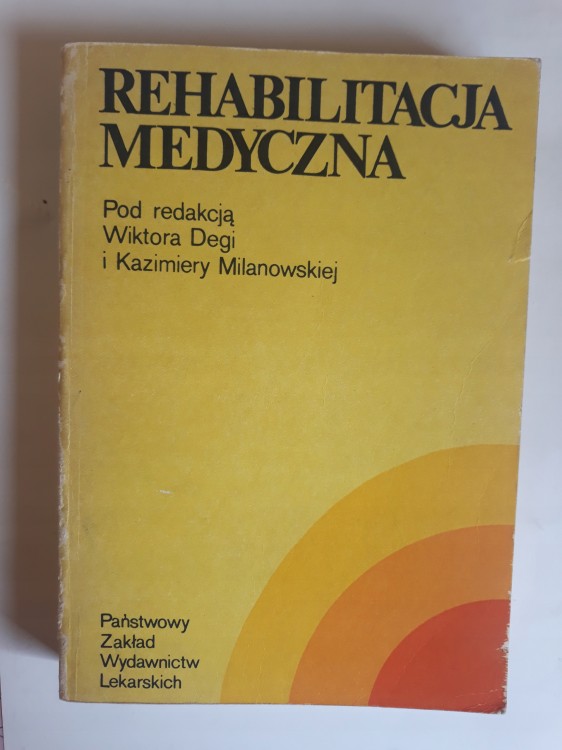 REHABILITACJA
MEDYCZNA
Pod redakcją
Wiktora Degi
i Kazimiery Milanowskiej
Państwowy
Zakład
Wydawnictw
Lekarskich